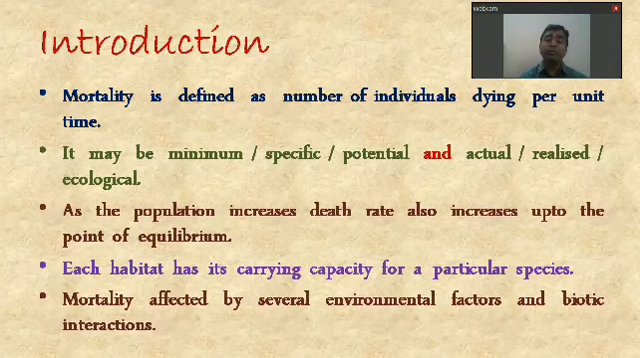 webcam
Introduction
• Mortality is defined as number of individuals dying per unit
time.
• It may be minimum / specific / potential and actual / realised /
ecological.
• As the population increases death rate also increases upto the
point of equilibrium.
• Each habitat has its carrying capacity for a particular species.
• Mortality affected by several environmental factors and biotic
interactions.